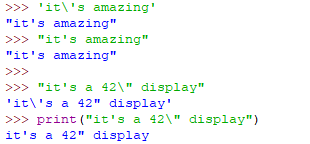 >>> 'it\'s amazing'
"it's amazing"
>>> "it's amazing"
"it's amazing"
>>>
>>> "it's a 42\" display"
'it\'s a 42" display'
>>> print("it's a 42\" display")
it's a 42" display